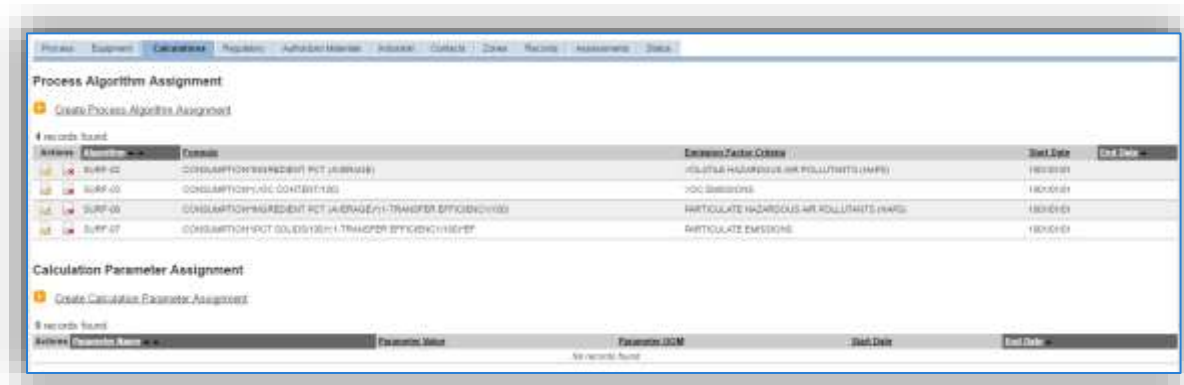 Process Equipment Calculations Regulatory Authorized Materials Contacts Zones Records Assessments Status
Process Algorithm Assignment
Create Process Algorithm Assignment
4 records found
Actions Algorithm Formula Emission Factor Criteria Start Date End Date
SURF-02 CONSUMPTION*INGREDIENT PCT (AVERAGE) VOLATILE HAZARDOUS AIR POLLUTANTS (HAPS)
CONSUMPTION*(VOC CONTENT/100) VOC EMISSIONS
CONSUMPTION*INGREDIENT PCT (AVERAGE)*(1-TRANSFER EFFICIENCY/100) PARTICULATE HAZARDOUS AIR POLLUTANTS (HAPS)
SURF-07 CONSUMPTION*(PCT SOLIDS/100)*(1-TRANSFER EFFICIENCY/100)*EF PARTICULATE EMISSIONS
Calculation Parameter Assignment
Create Calculation Parameter Assignment
0 records found
Actions Parameter Name Parameter Value Parameter UOM Start Date End Date
No records found